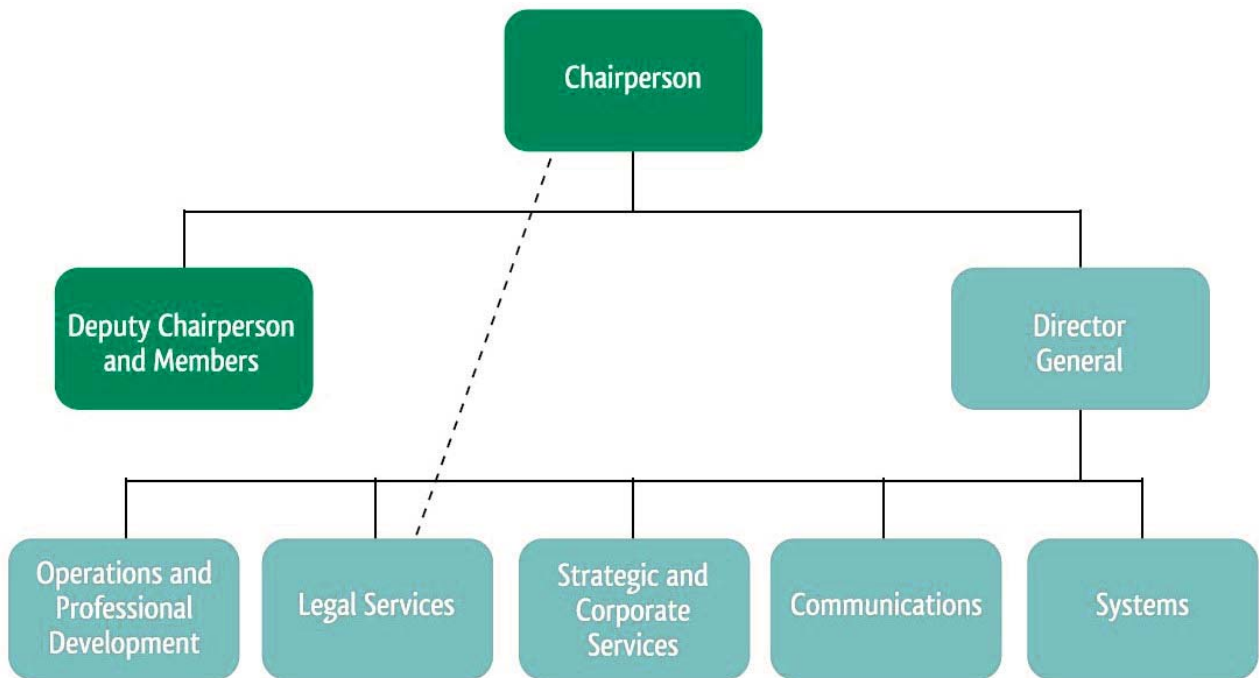 Chairperson
Deputy Chairperson
and Members
Director
General
Operations and
Professional
Development
Legal Services
Strategic and
Corporate
Services
Communications
Systems